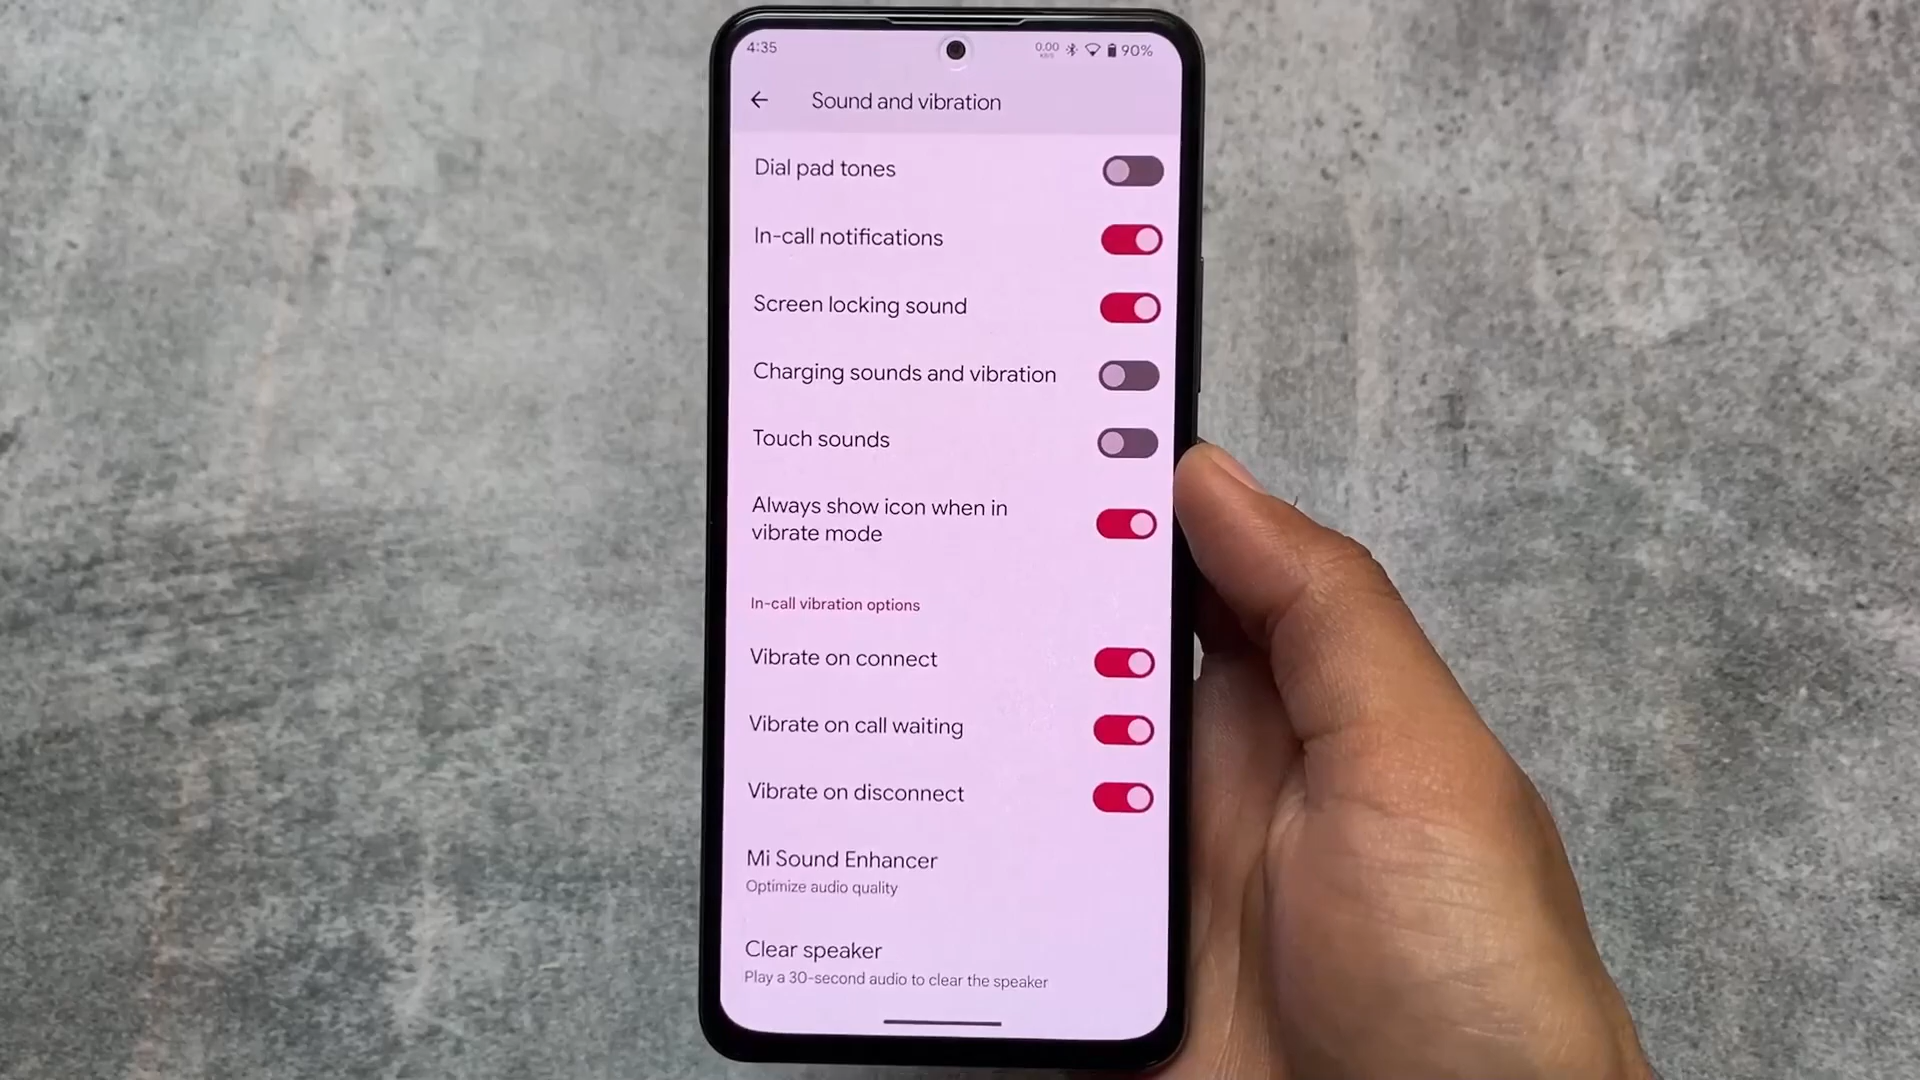 4:35
0.00
90%
Sound and vibration
Dial pad tones
In-call notifications
Screen locking sound
Charging sounds and vibration
Touch sounds
Always show icon when in
vibrate mode
In-call vibration options
Vibrate on connect
Vibrate on call waiting
Vibrate on disconnect
Mi Sound Enhancer
Optimize audio quality
Clear speaker
Play a 30-second audio to clear the speaker